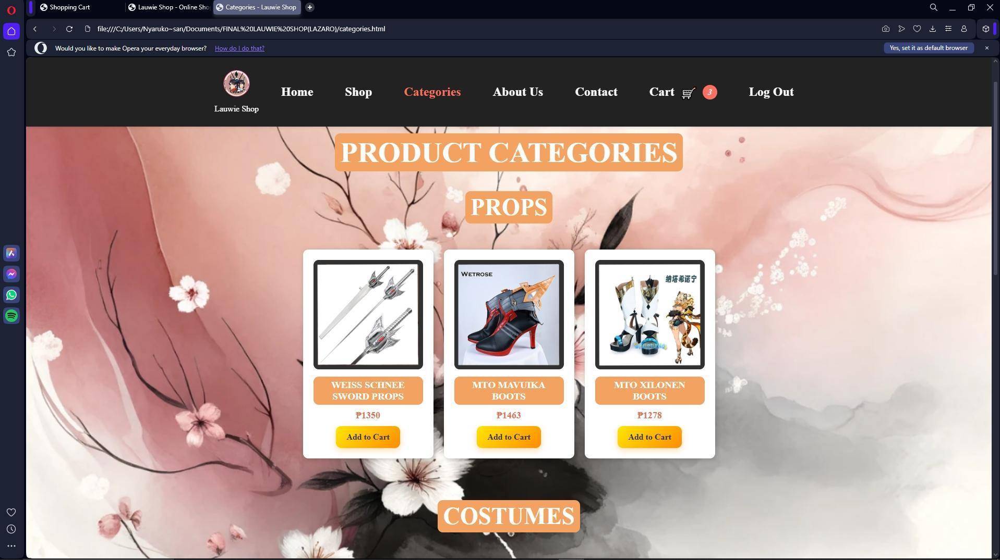 Shopping Cart
Lauwie Shop - Online Sho
Categories - Lauwie Shop
file:///C:/Users/Nyaruko~san/Documents/FINAL%20LAUWIE%20SHOP(LAZARO)/categories.html
Would you like to make Opera your everyday browser? How do I do that?
Yes, set it as default browser
Lauwie Shop
Home
Shop
Categories
About Us
Contact
Cart
3
Log Out
PRODUCT CATEGORIES
PROPS
WETROSE
纳塔希诺宁
WEISS SCHNEE
SWORD PROPS
₱1350
Add to Cart
MTO MAVUIKA
BOOTS
₱1463
Add to Cart
MTO XILONEN
BOOTS
₱1278
Add to Cart
COSTUMES